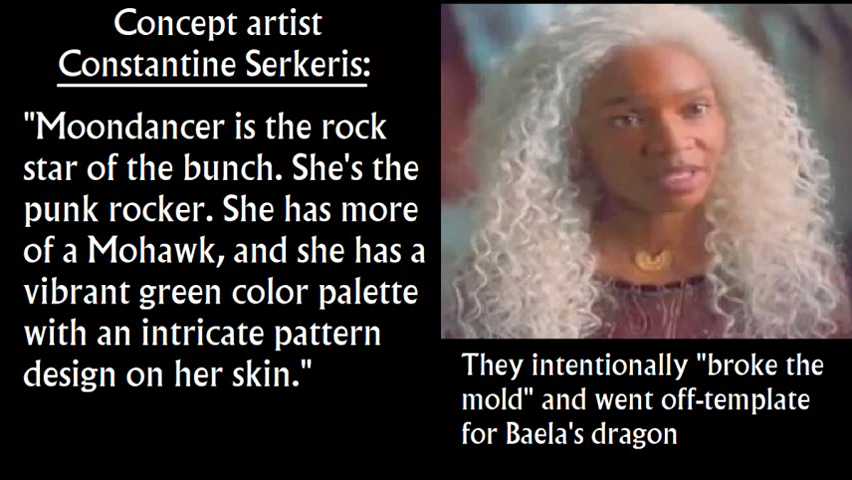 Concept artist
Constantine Serkeris:
"Moondancer is the rock
star of the bunch. She's the
punk rocker. She has more
of a Mohawk, and she has a
vibrant green color palette
with an intricate pattern
design on her skin."
They intentionally "broke the
mold" and went off-template
for Baela's dragon